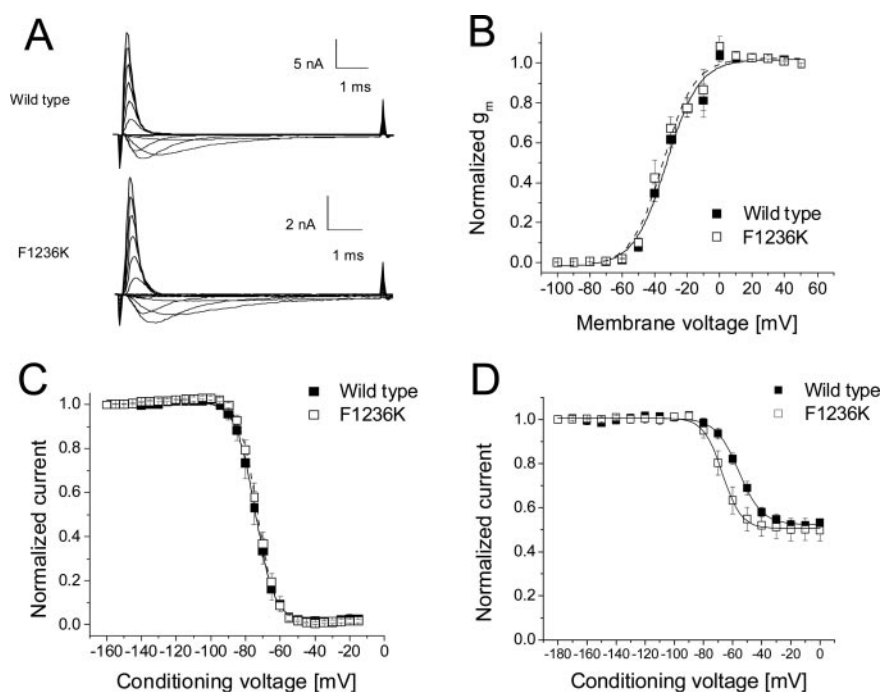 A
Wild type
5 nA
1 ms
F1236K
2 nA
1 ms
B
Normalized gm
1.0
0.8
0.6
0.4
0.2
0.0
Wild type
F1236K
-100 -80 -60 -40 -20 0 20 40 60
Membrane voltage [mV]
C
Normalized current
1.0
0.8
0.6
0.4
0.2
0.0
Wild type
F1236K
-160 -140 -120 -100 -80 -60 -40 -20 0
Conditioning voltage [mV]
D
Normalized current
1.0
0.8
0.6
0.4
0.2
0.0
Wild type
F1236K
-180 -160 -140 -120 -100 -80 -60 -40 -20 0
Conditioning voltage [mV]